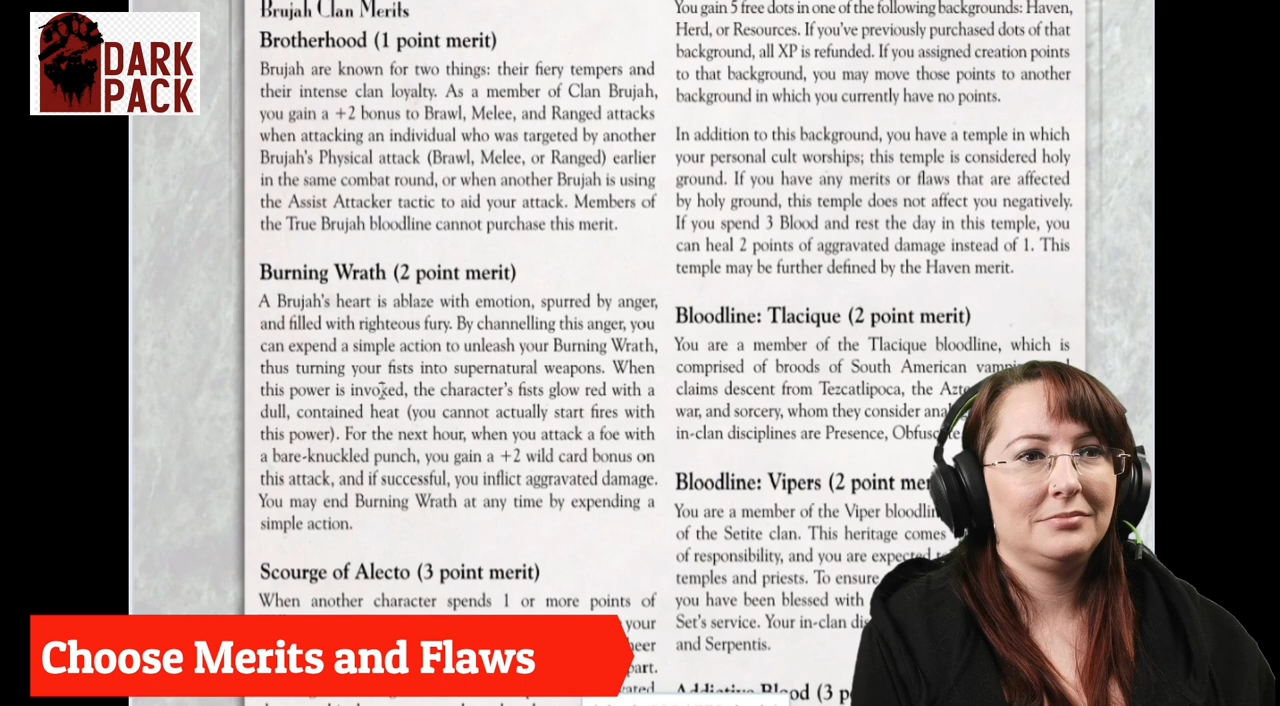 DARK
PACK
Brujah Clan Merits
Brotherhood (1 point merit)
Brujah are known for two things: their fiery tempers and
their intense clan loyalty. As a member of Clan Brujah,
you gain a +2 bonus to Brawl, Melee, and Ranged attacks
when attacking an individual who was targeted by another
Brujah's Physical attack (Brawl, Melee, or Ranged) earlier
in the same combat round, or when another Brujah is using
the Assist Attacker tactic to aid your attack. Members of
the True Brujah bloodline cannot purchase this merit.
Burning Wrath (2 point merit)
A Brujah's heart is ablaze with emotion, spurred by anger,
and filled with righteous fury. By channelling this anger, you
can expend a simple action to unleash your Burning Wrath,
thus turning your fists into supernatural weapons. When
this power is invoked, the character's fists glow red with a
dull, contained heat (you cannot actually start fires with
this power). For the next hour, when you attack a foe with
a bare-knuckled punch, you gain a +2 wild card bonus on
this attack, and if successful, you inflict aggravated damage.
You may end Burning Wrath at any time by expending a
simple action.
Scourge of Alecto (3 point merit)
When another character spends 1 or more points of
your
You gain 5 free dots in one of the following backgrounds: Haven,
Herd, or Resources. If you've previously purchased dots of that
background, all XP is refunded. If you assigned creation points
to that background, you may move those points to another
background in which you currently have no points.
In addition to this background, you have a temple in which
your personal cult worships; this temple is considered holy
ground. If you have any merits or flaws that are affected
by holy ground, this temple does not affect you negatively.
If you spend 3 Blood and rest the day in this temple, you
can heal 2 points of aggravated damage instead of 1. This
temple may be further defined by the Haven merit.
Bloodline: Tlacique (2 point merit)
You are a member of the Tlacique bloodline, which is
comprised of broods of South American
claims descent from Tezcatlipoca, the
war, and sorcery, whom they consider
in-clan disciplines are Presence,
Bloodline: Vipers (2 point
You are a member of the Viper
of the Setite clan. This heritage comes
of responsibility, and you are expected
temples and priests. To ensure
you have been blessed with
Set's service. Your in-clan
and Serpentis.
Addictive Blood (3
Choose Merits and Flaws